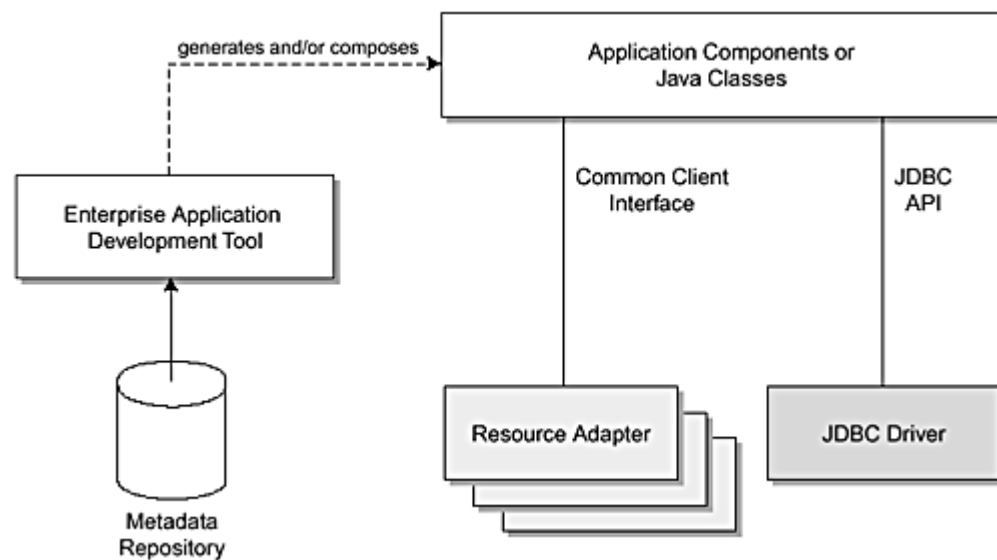 generates and/or composes
Application Components or
Java Classes
Enterprise Application
Development Tool
Common Client
Interface
JDBC
API
Resource Adapter
JDBC Driver
Metadata
Repository